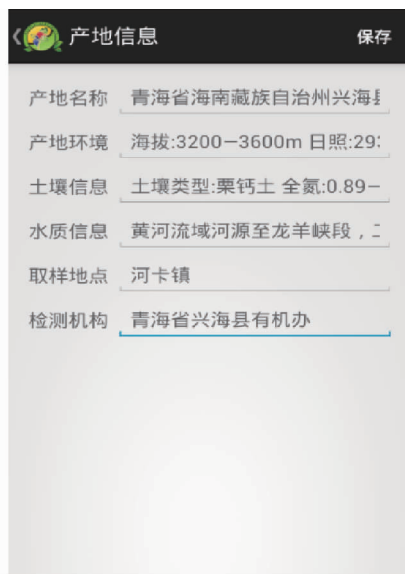 产地信息 保存
产地名称 青海省海南藏族自治州兴海
产地环境 海拔:3200—3600m 日照:29
土壤信息 土壤类型:栗钙土 全氮:0.89—
水质信息 黄河流域河源至龙羊峡段，
取样地点 河卡镇
检测机构 青海省兴海县有机办